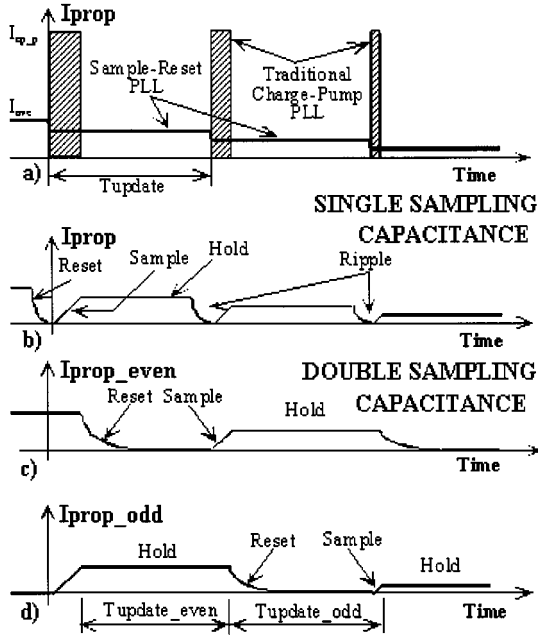 Iprop
Icp_p
Sample-Reset
PLL
Traditional
Charge-Pump
PLL
Iave
a)
Tupdate
Time
SINGLE SAMPLING
CAPACITANCE
Iprop
Reset
Sample
Hold
Ripple
b)
Time
Iprop_even
DOUBLE SAMPLING
CAPACITANCE
Reset Sample
Hold
c)
Time
Iprop_odd
Hold
Reset
Sample
Hold
d)
Tupdate_even
Tupdate_odd
Time